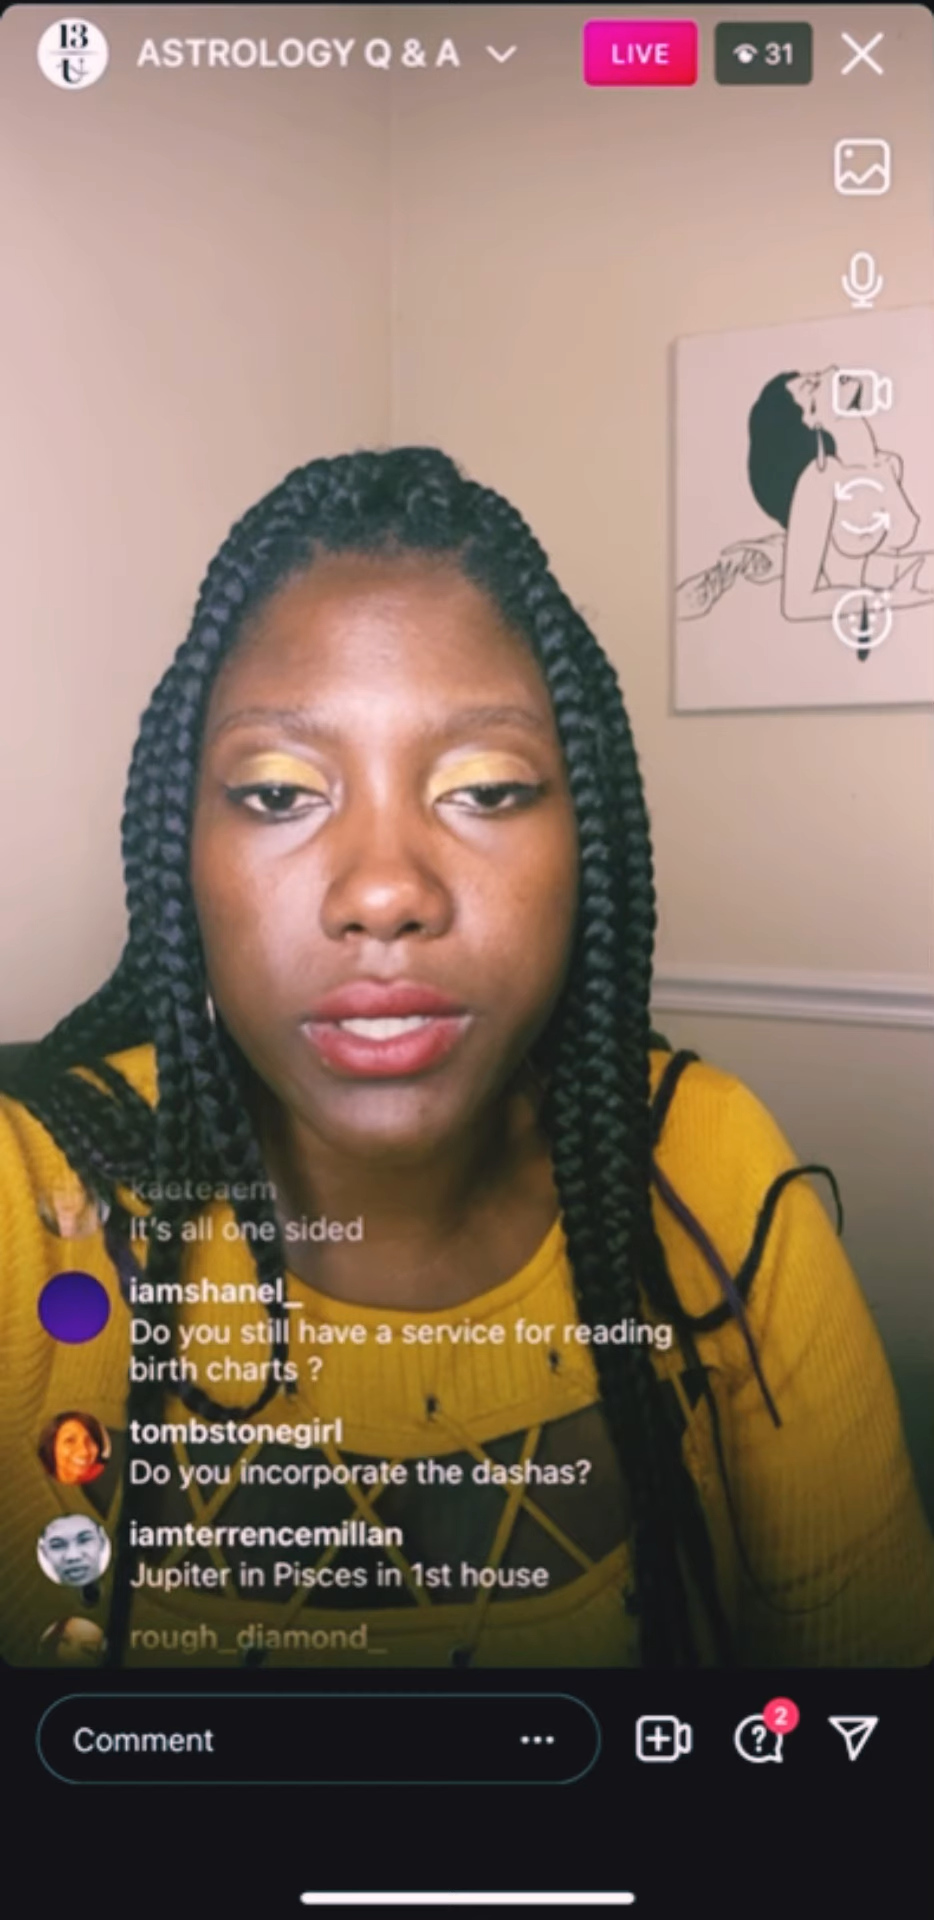 13
ASTROLOGY Q & A
LIVE
31
kaeteaem
It's all one sided
iamshanel_
Do you still have a service for reading
birth charts ?
tombstonegirl
Do you incorporate the dashas?
iamterrencemillan
Jupiter in Pisces in 1st house
rough_diamond_
Comment
2